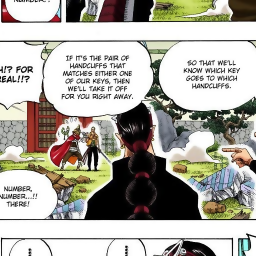 NUMBER..!
H!? FOR
REAL!!?
IF IT'S THE PAIR OF
HANDCUFFS THAT
MATCHES EITHER ONE
OF OUR KEYS, THEN
WE'LL TAKE IT OFF
FOR YOU RIGHT AWAY.
SO THAT WE'LL
KNOW WHICH KEY
GOES TO WHICH
HANDCUFFS.
NUMBER,
NUMBER...!!
THERE!
...
...